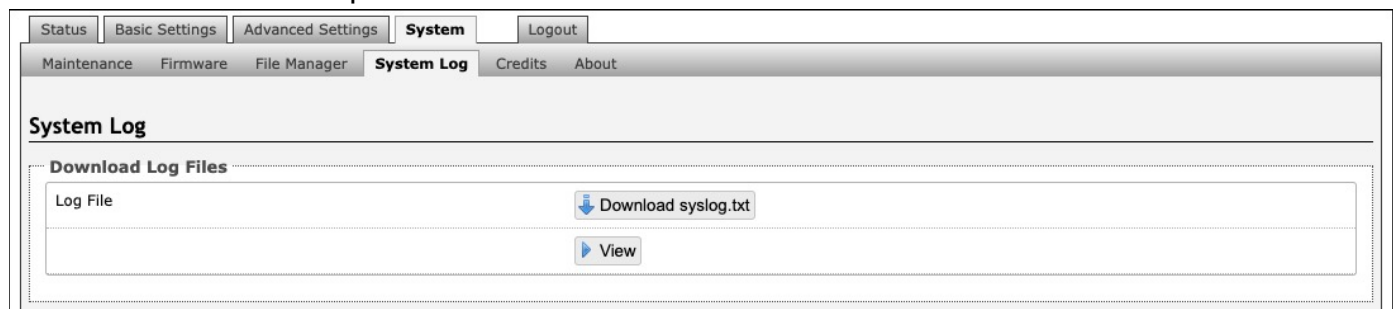 Status Basic Settings Advanced Settings System Logout
Maintenance Firmware File Manager System Log Credits About
System Log
Download Log Files
Log File Download syslog.txt
View